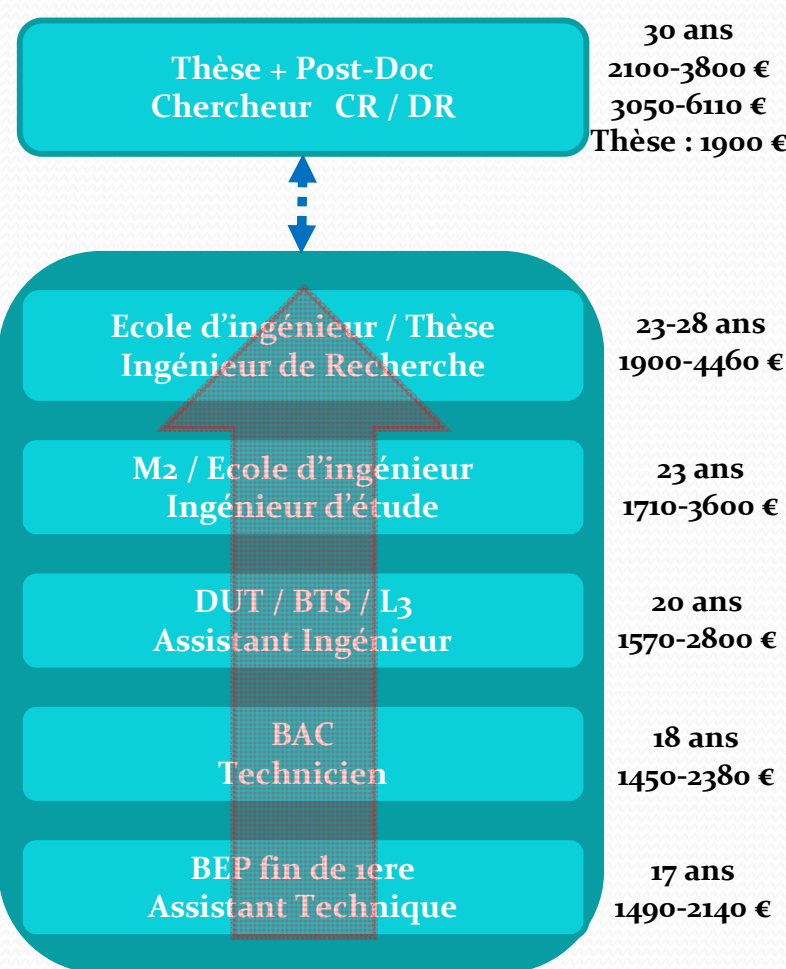 Thèse + Post-Doc
Chercheur CR / DR
30 ans
2100-3800 €
3050-6110 €
Thèse : 1900 €
Ecole d'ingénieur / Thèse
Ingénieur de Recherche
23-28 ans
1900-4460 €
M2 / Ecole d'ingénieur
Ingénieur d'étude
23 ans
1710-3600 €
DUT / BTS / L3
Assistant Ingénieur
20 ans
1570-2800 €
BAC
Technicien
18 ans
1450-2380 €
BEP fin de 1ere
Assistant Technique
17 ans
1490-2140 €